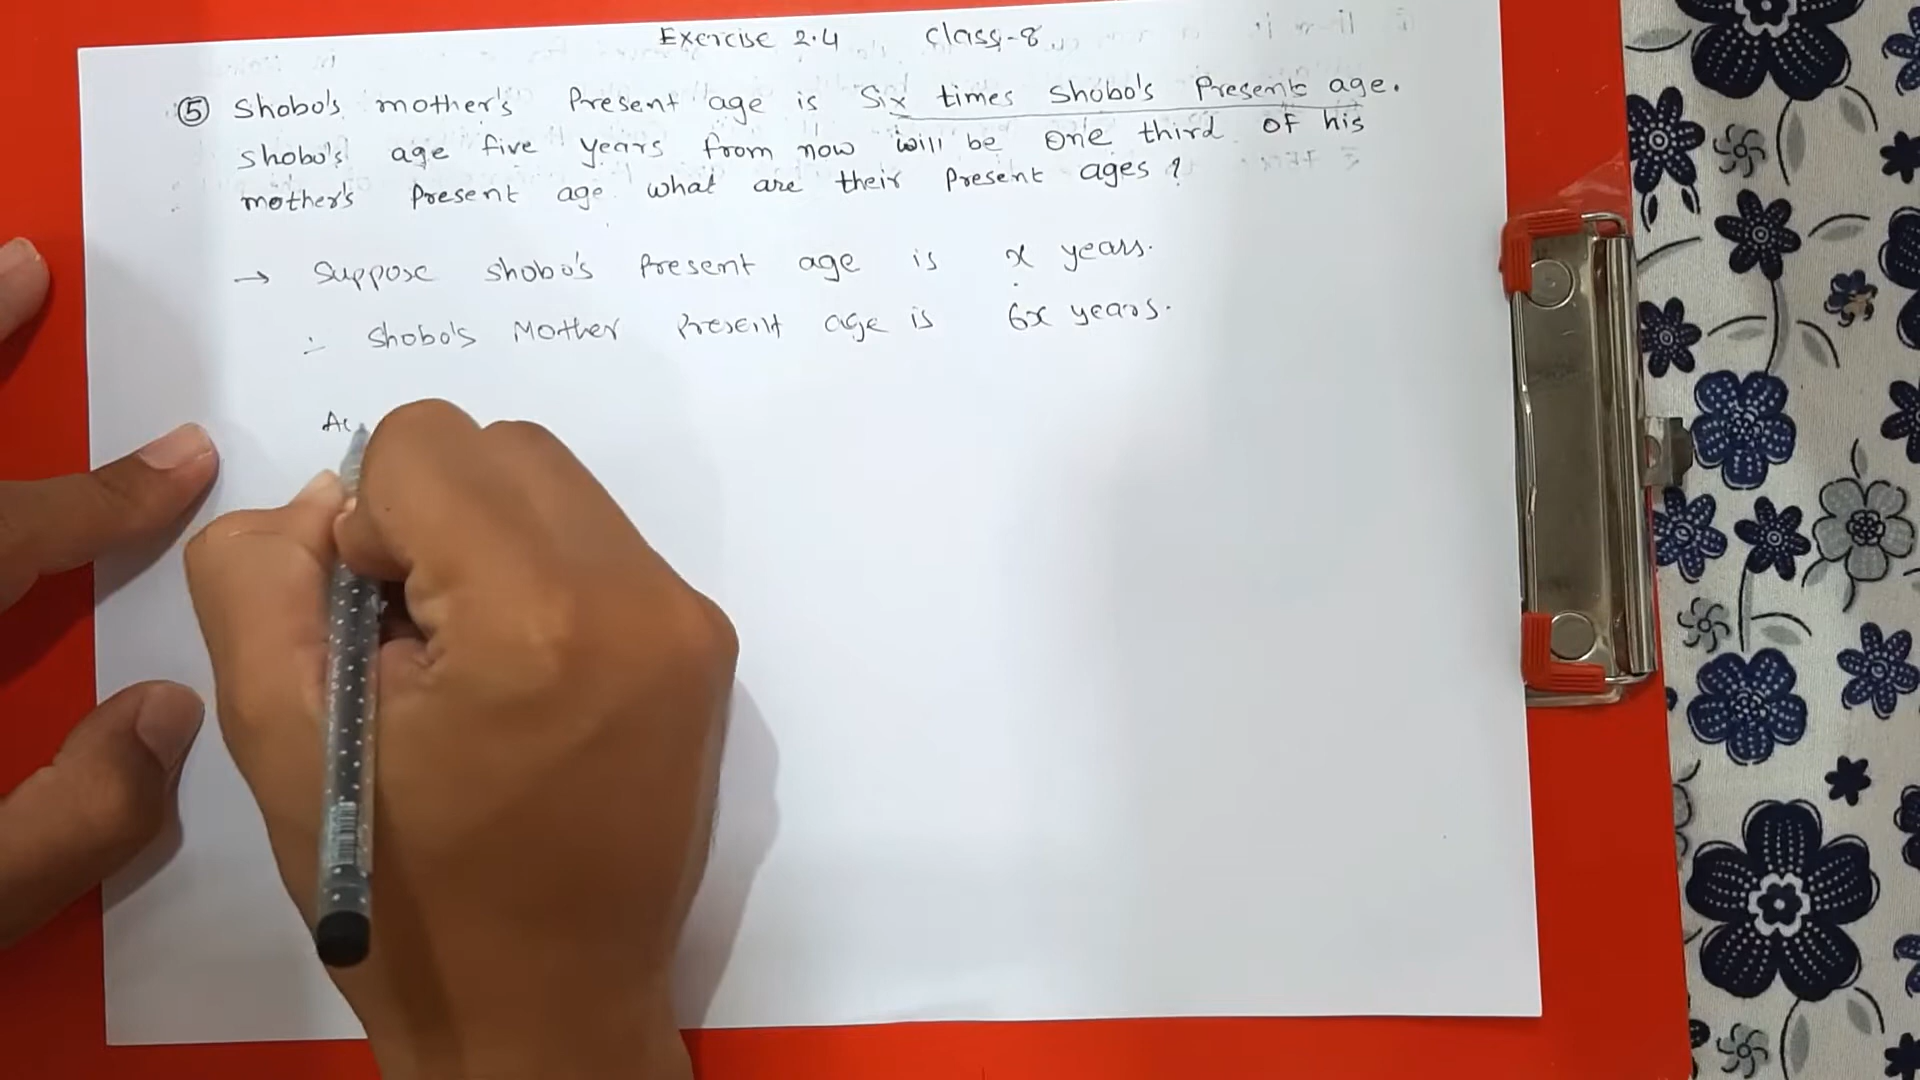 Exercise 2.4 Class-8
⑤ Shobo's mother's Present age is Six times Shobo's Present age.
Shobo's age five years from now will be one third of his
mother's Present age what are their Present ages ?
→ Suppose Shobo's Present age is x years.
∴ Shobo's Mother Present age is 6x years.
Ac